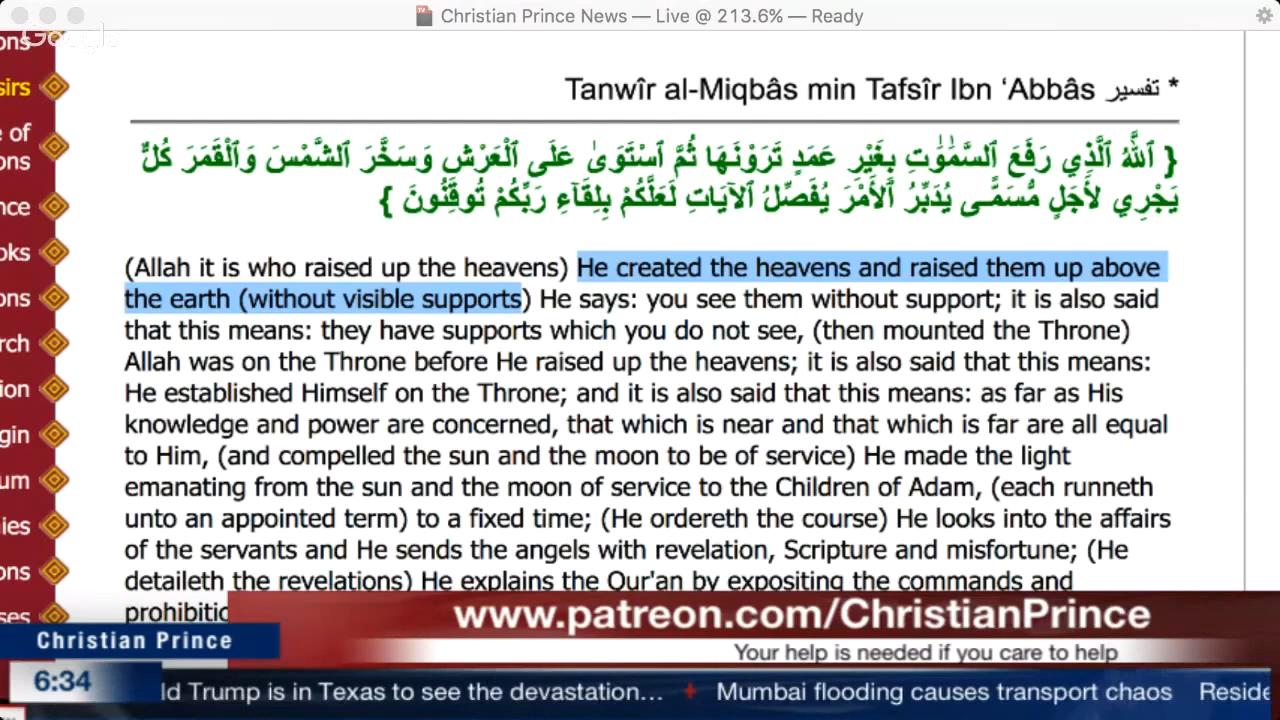 Christian Prince News — Live @ 213.6% — Ready
Google
ons
sirs
e of
ons
nce
oks
ons
rch
ion
gin
um
ies
ons
ses
Tanwîr al-Miqbâs min Tafsîr Ibn ‘Abbâs تفسير *
{ ٱللَّهُ ٱلَّذِي رَفَعَ ٱلسَّمَٰوَٰتِ بِغَيْرِ عَمَدٍ تَرَوْنَهَا ثُمَّ ٱسْتَوَىٰ عَلَى ٱلْعَرْشِ وَسَخَّرَ ٱلشَّمْسَ وَٱلْقَمَرَ كُلٌّ
يَجْرِي لأَجَلٍ مُّسَمًّـى يُدَبِّرُ ٱلأَمْرَ يُفَصِّلُ ٱلآيَاتِ لَعَلَّكُمْ بِلِقَآءِ رَبِّكُمْ تُوقِنُونَ }
(Allah it is who raised up the heavens) He created the heavens and raised them up above
the earth (without visible supports) He says: you see them without support; it is also said
that this means: they have supports which you do not see, (then mounted the Throne)
Allah was on the Throne before He raised up the heavens; it is also said that this means:
He established Himself on the Throne; and it is also said that this means: as far as His
knowledge and power are concerned, that which is near and that which is far are all equal
to Him, (and compelled the sun and the moon to be of service) He made the light
emanating from the sun and the moon of service to the Children of Adam, (each runneth
unto an appointed term) to a fixed time; (He ordereth the course) He looks into the affairs
of the servants and He sends the angels with revelation, Scripture and misfortune; (He
detaileth the revelations) He explains the Qur'an by expositing the commands and
prohibitic
www.patreon.com/ChristianPrince
Christian Prince
Your help is needed if you care to help
6:34
ld Trump is in Texas to see the devastation... + Mumbai flooding causes transport chaos Reside